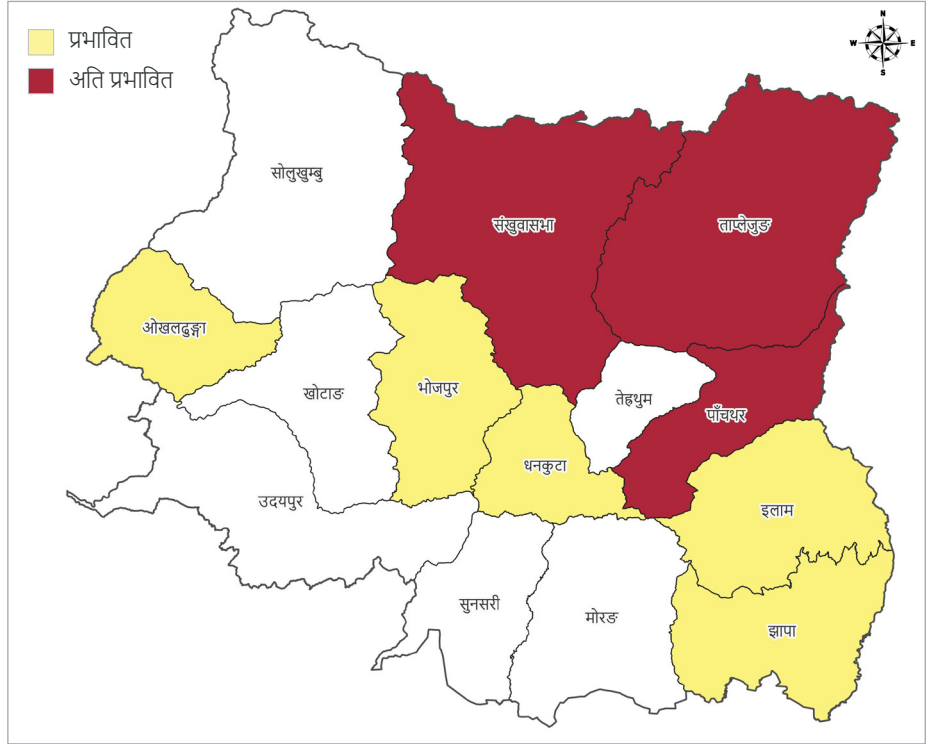 प्रभावित
अति प्रभावित
N
W E
S
सोलुखुम्बु
संखुवासभा
ताप्लेजुङ
ओखलढुङ्गा
खोटाङ
भोजपुर
तेह्रथुम
पाँचथर
धनकुटा
उदयपुर
इलाम
सुनसरी
मोरङ
झापा